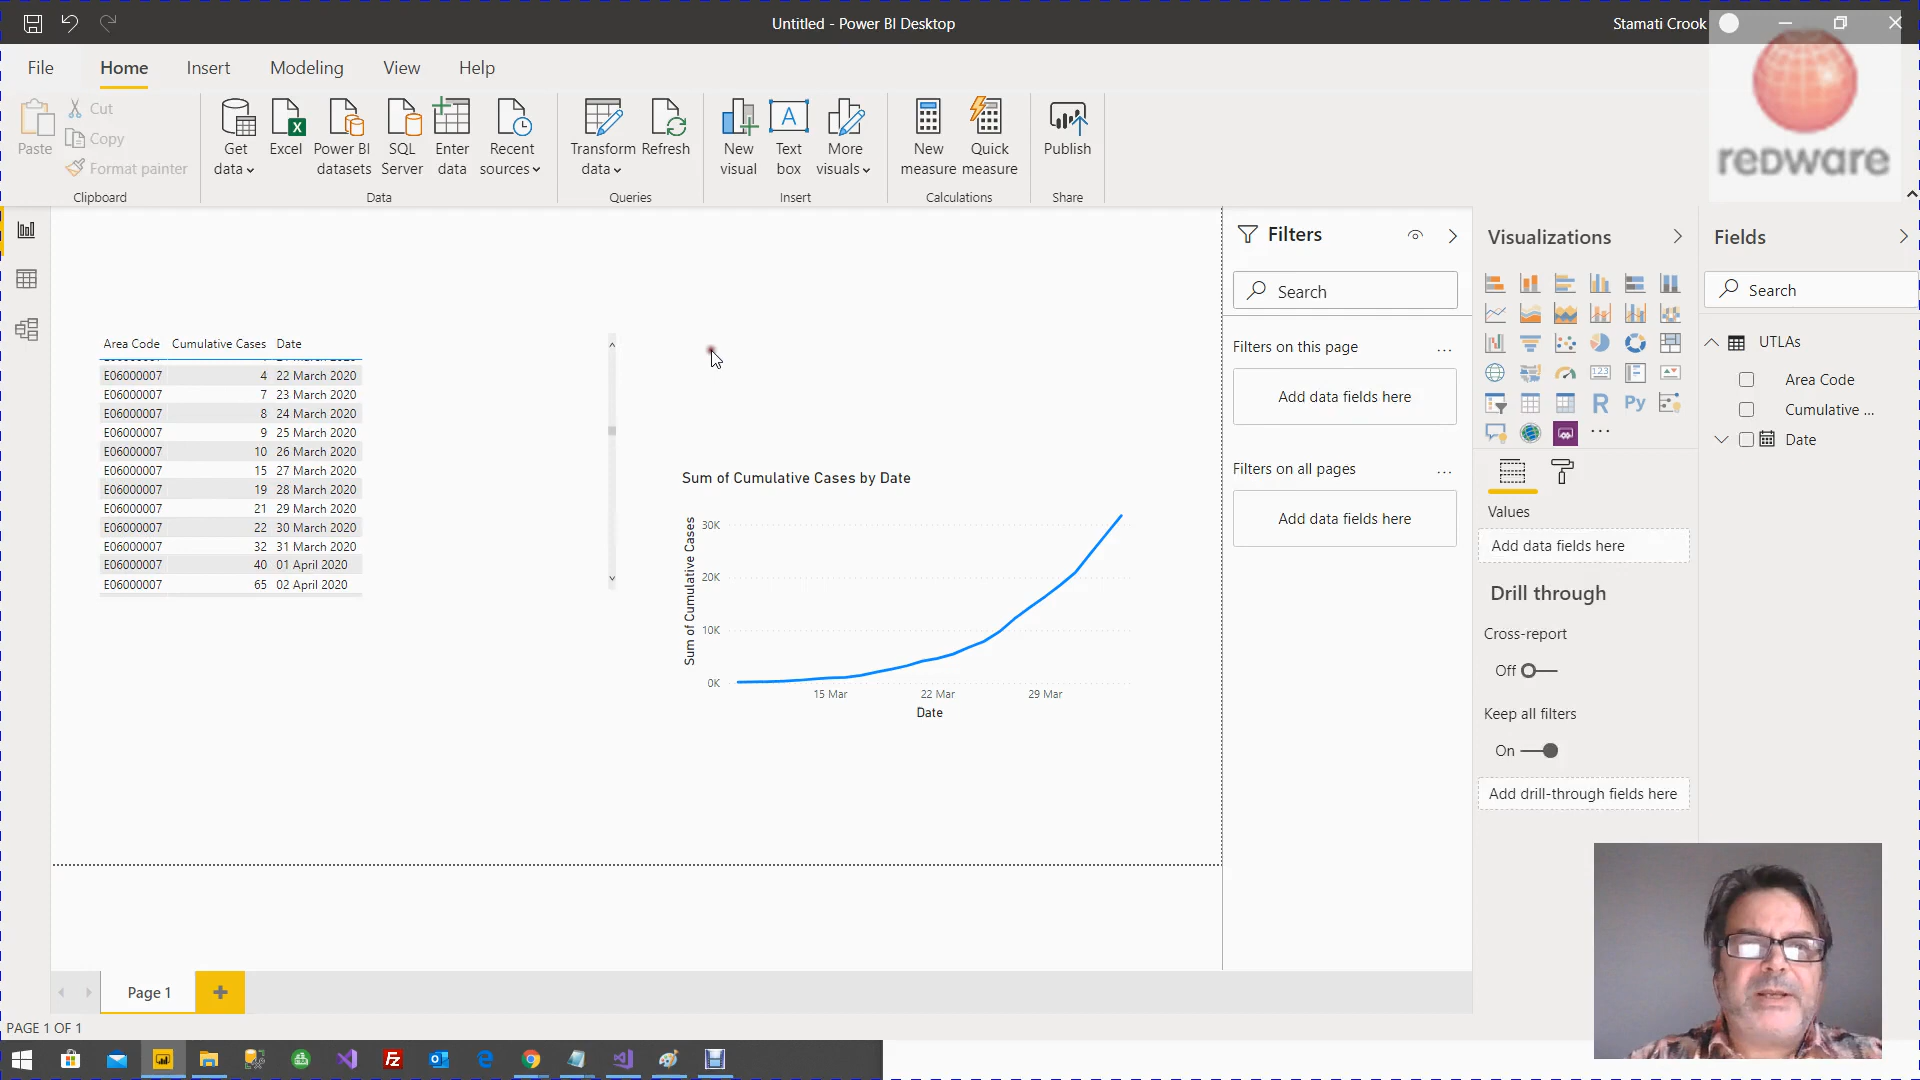 Untitled - Power BI Desktop
Stamati Crook
File Home Insert Modeling View Help
Paste
Cut
Copy
Format painter
Clipboard
Get data
Excel
Power BI datasets
SQL Server
Enter data
Recent sources
Data
Transform data
Refresh
Queries
New visual
Text box
More visuals
Insert
New measure
Quick measure
Calculations
Publish
Share
reDware
Area Code Cumulative Cases Date
E06000007 4 22 March 2020
E06000007 7 23 March 2020
E06000007 8 24 March 2020
E06000007 9 25 March 2020
E06000007 10 26 March 2020
E06000007 15 27 March 2020
E06000007 19 28 March 2020
E06000007 21 29 March 2020
E06000007 22 30 March 2020
E06000007 32 31 March 2020
E06000007 40 01 April 2020
E06000007 65 02 April 2020
Sum of Cumulative Cases by Date
Sum of Cumulative Cases
30K
20K
10K
0K
15 Mar 22 Mar 29 Mar
Date
Filters
Search
Filters on this page ...
Add data fields here
Filters on all pages ...
Add data fields here
Visualizations
123
R
Py
...
Values
Add data fields here
Drill through
Cross-report
Off
Keep all filters
On
Add drill-through fields here
Fields
Search
UTLAs
Area Code
Cumulative ...
Date
Page 1
PAGE 1 OF 1